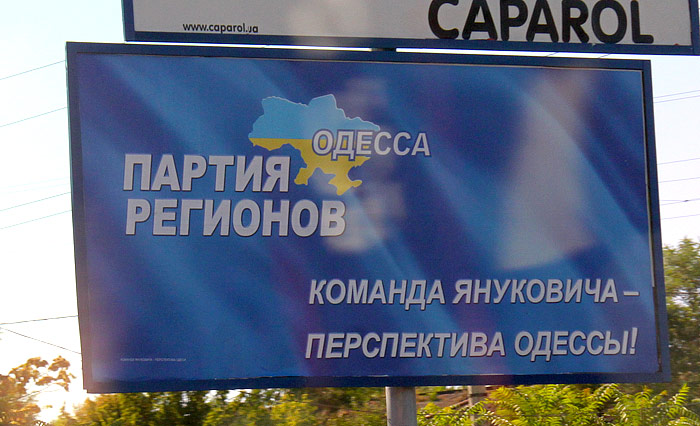 www.caparol.ua
CAPAROL
ОДЕССА
ПАРТИЯ
РЕГИОНОВ
КОМАНДА ЯНУКОВИЧА –
ПЕРСПЕКТИВА ОДЕССЫ!